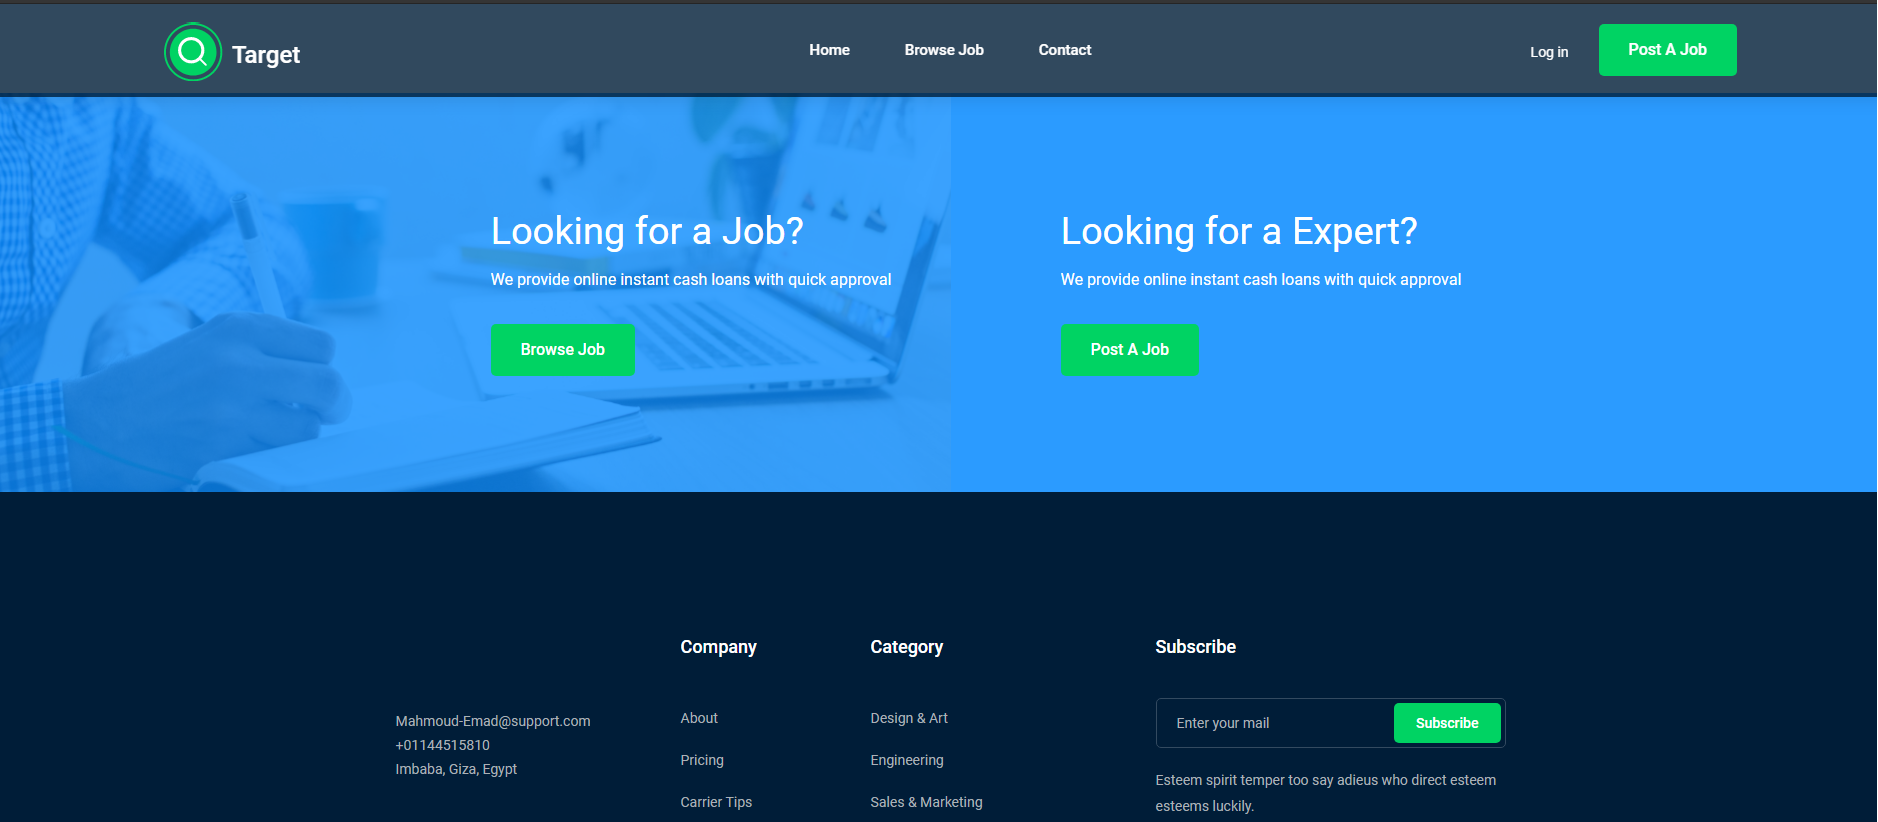 Target
Home
Browse Job
Contact
Log in
Post A Job
Looking for a Job?
We provide online instant cash loans with quick approval
Browse Job
Looking for a Expert?
We provide online instant cash loans with quick approval
Post A Job
Mahmoud-Emad@support.com
+01144515810
Imbaba, Giza, Egypt
Company
About
Pricing
Carrier Tips
Category
Design & Art
Engineering
Sales & Marketing
Subscribe
Enter your mail
Subscribe
Esteem spirit temper too say adieus who direct esteem
esteems luckily.